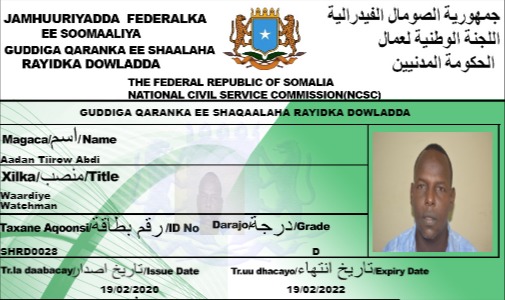 JAMHUURIYADDA FEDERALKA
EE SOOMAALIYA
GUDDIGA QARANKA EE SHAALAHA
RAYIDKA DOWLADDA
جمهورية الصومال الفيدرالية
اللجنة الوطنية لعمال
الحكومة المدنيين
THE FEDERAL REPUBLIC OF SOMALIA
NATIONAL CIVIL SERVICE COMMISSION(NCSC)
GUDDIGA QARANKA EE SHAQAALAHA RAYIDKA DOWLADDA
Magaca/اسم/Name
Aadan Tiirow Abdi
Xilka/منصب/Title
Waardiye
Watchman
Taxane Aqoonsi/رقم بطاقة/ID No Darajo/درجة/Grade
SHRD0028 D
Tr.la daabacay/تاريخ اصدار/Issue Date Tr.uu dhacayo/تاريخ انتهاء/Expiry Date
19/02/2020 19/02/2022